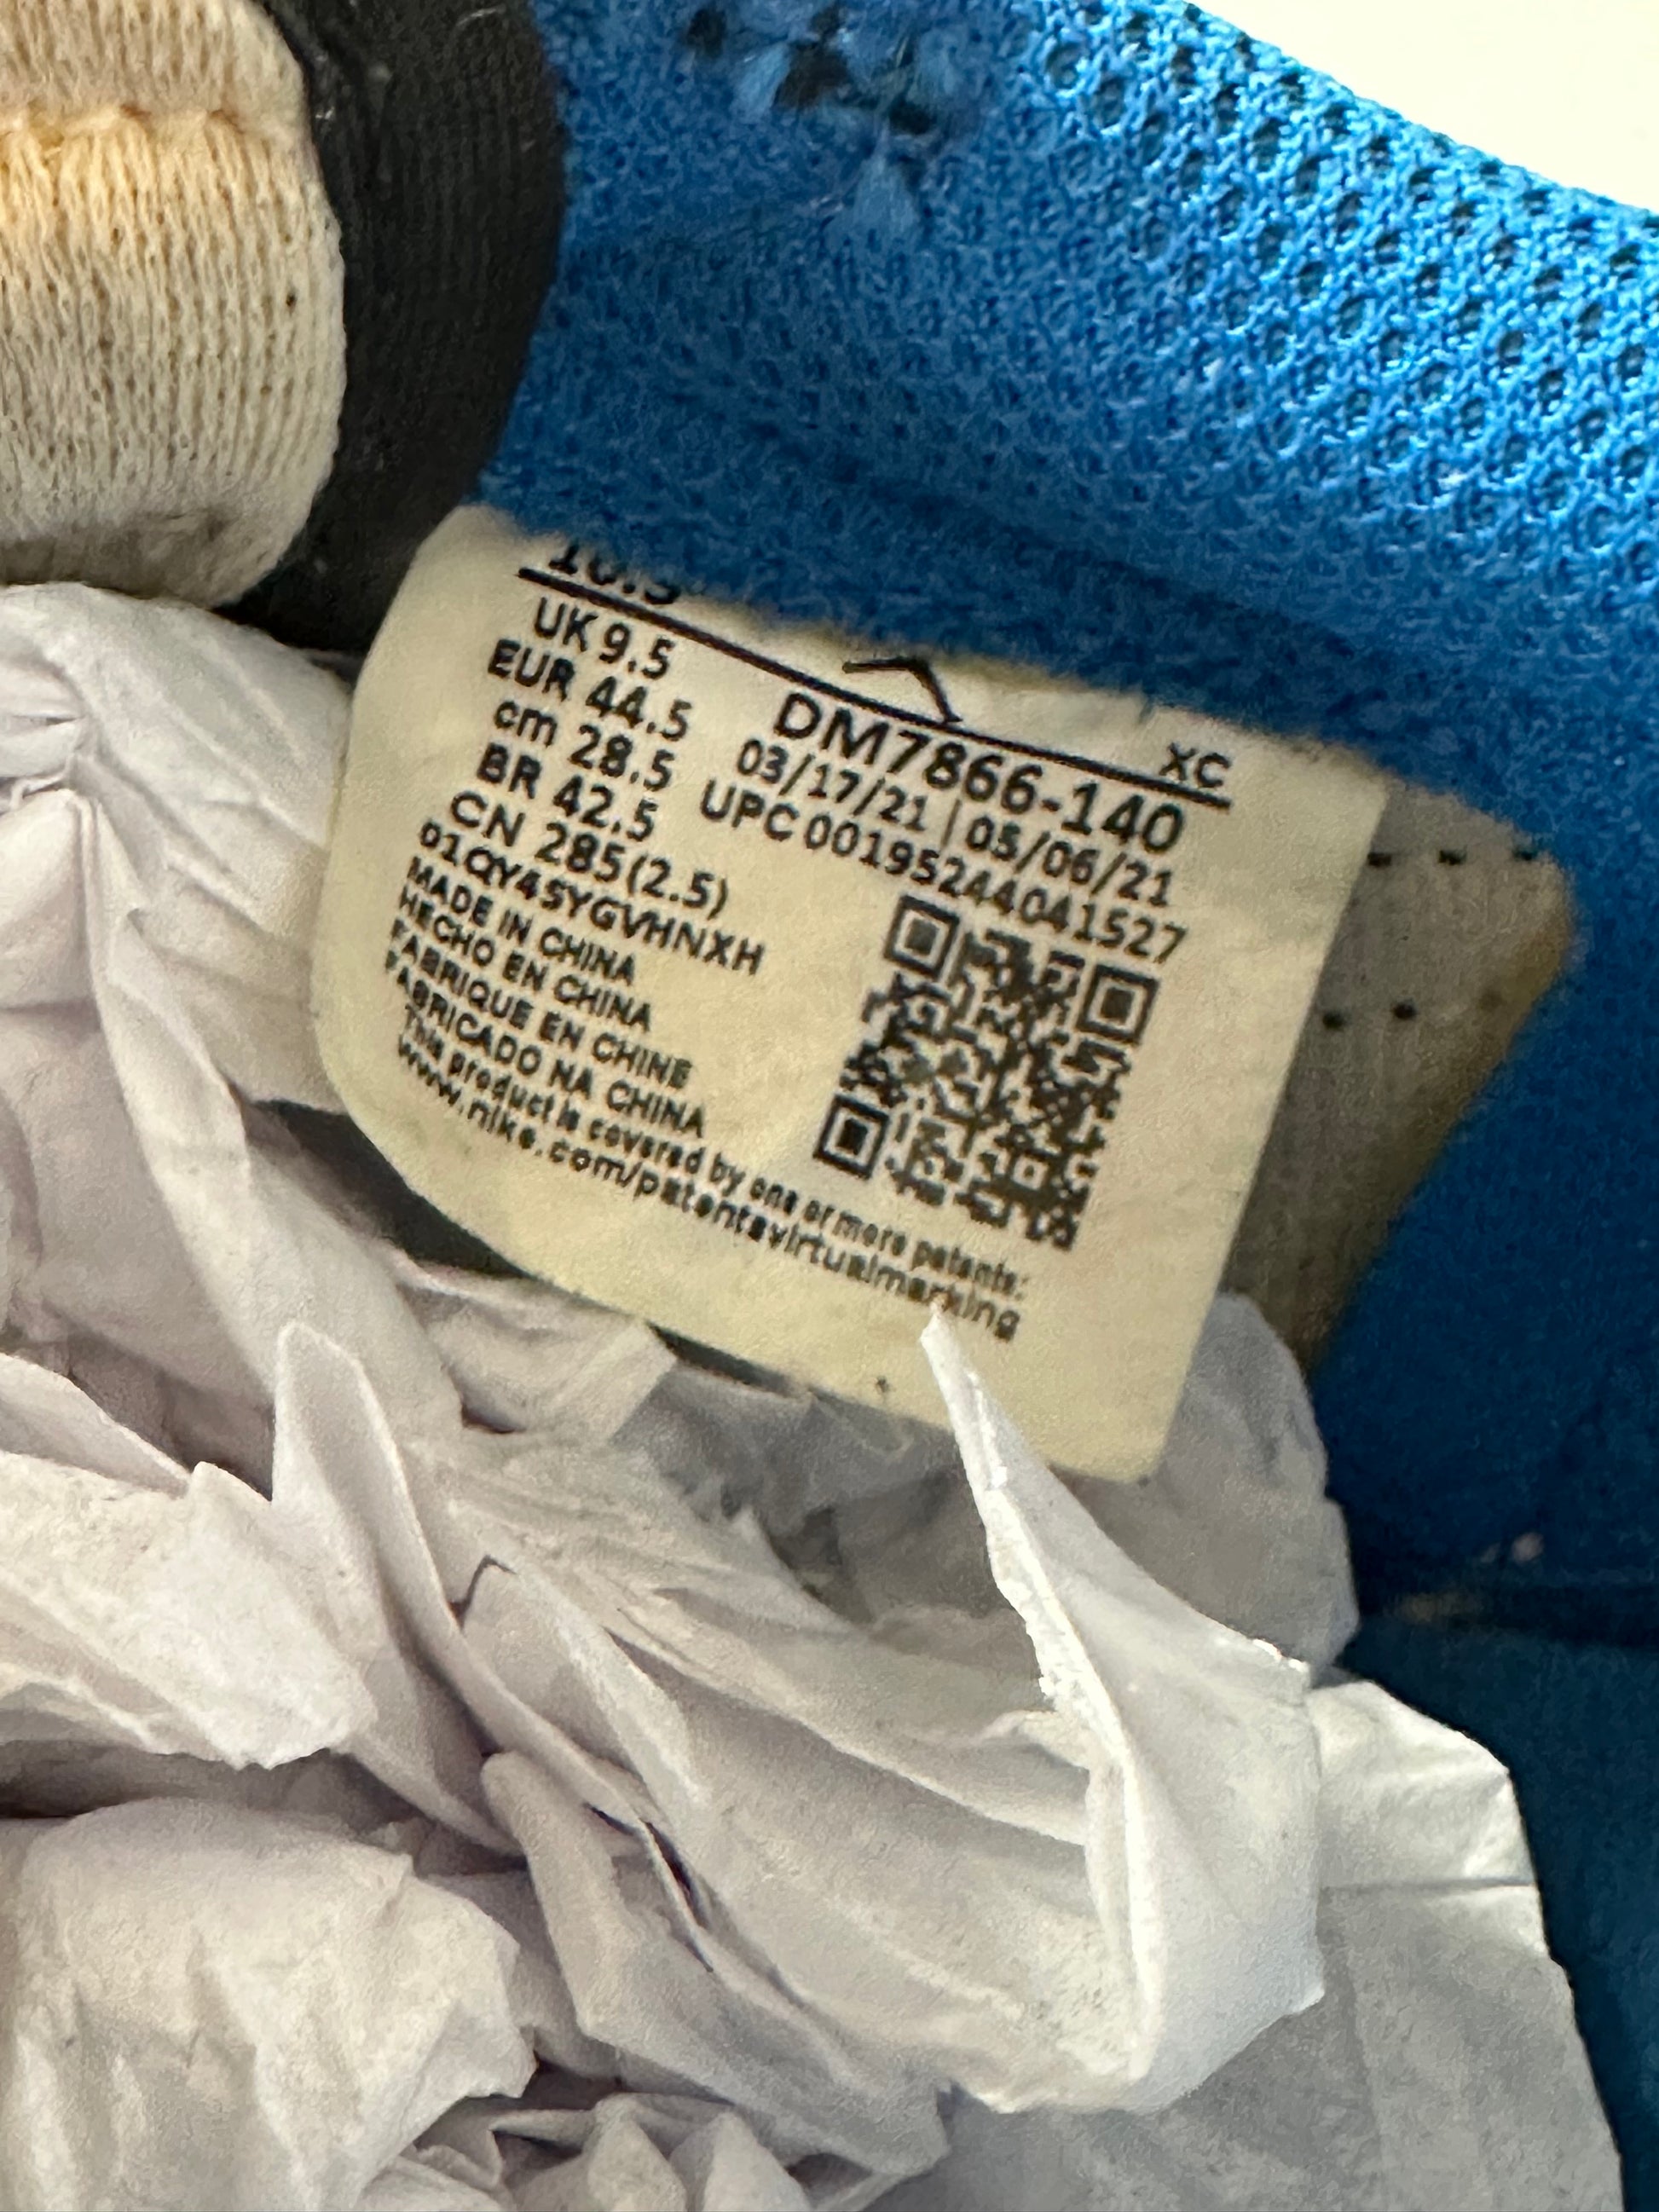 10.5
UK 9.5
EUR 44.5
cm 28.5
BR 42.5
CN 285(2.5)
01QY4SYGVHNXH
MADE IN CHINA
HECHO EN CHINA
FABRIQUE EN CHINE
FABRICADO NA CHINA
This product is covered by one or more patents:
www.nike.com/patentsvirtualmarking
XC
DM7866-140
03/17/21 | 05/06/21
UPC 00195244041527